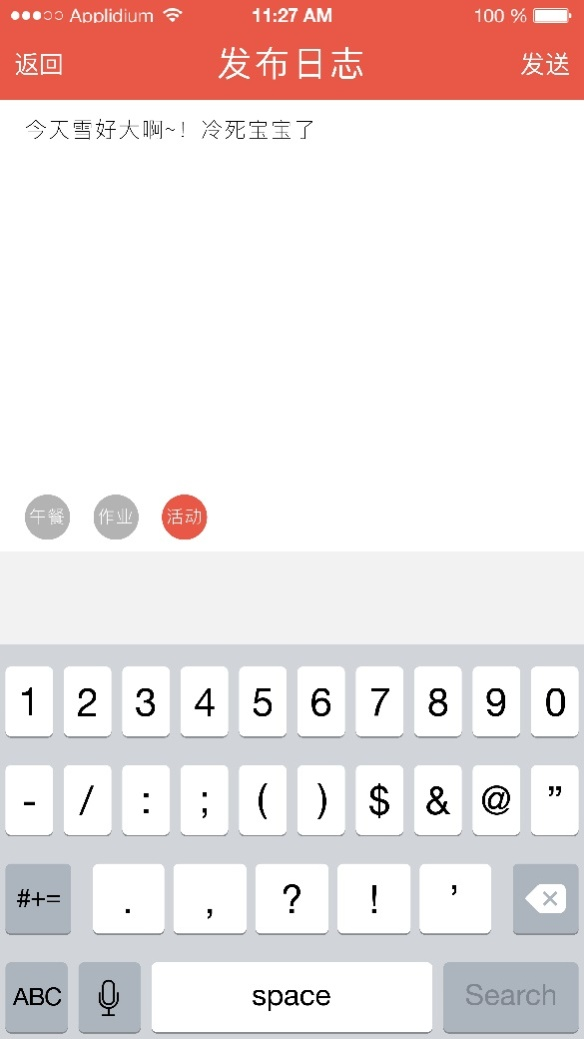 Applidium 11:27 AM 100 %
返回 发布日志 发送
今天雪好大啊~！冷死宝宝了
午餐 作业 活动
1 2 3 4 5 6 7 8 9 0
- / : ; ( ) $ & @ ”
#+= . , ? ! ’
ABC space Search